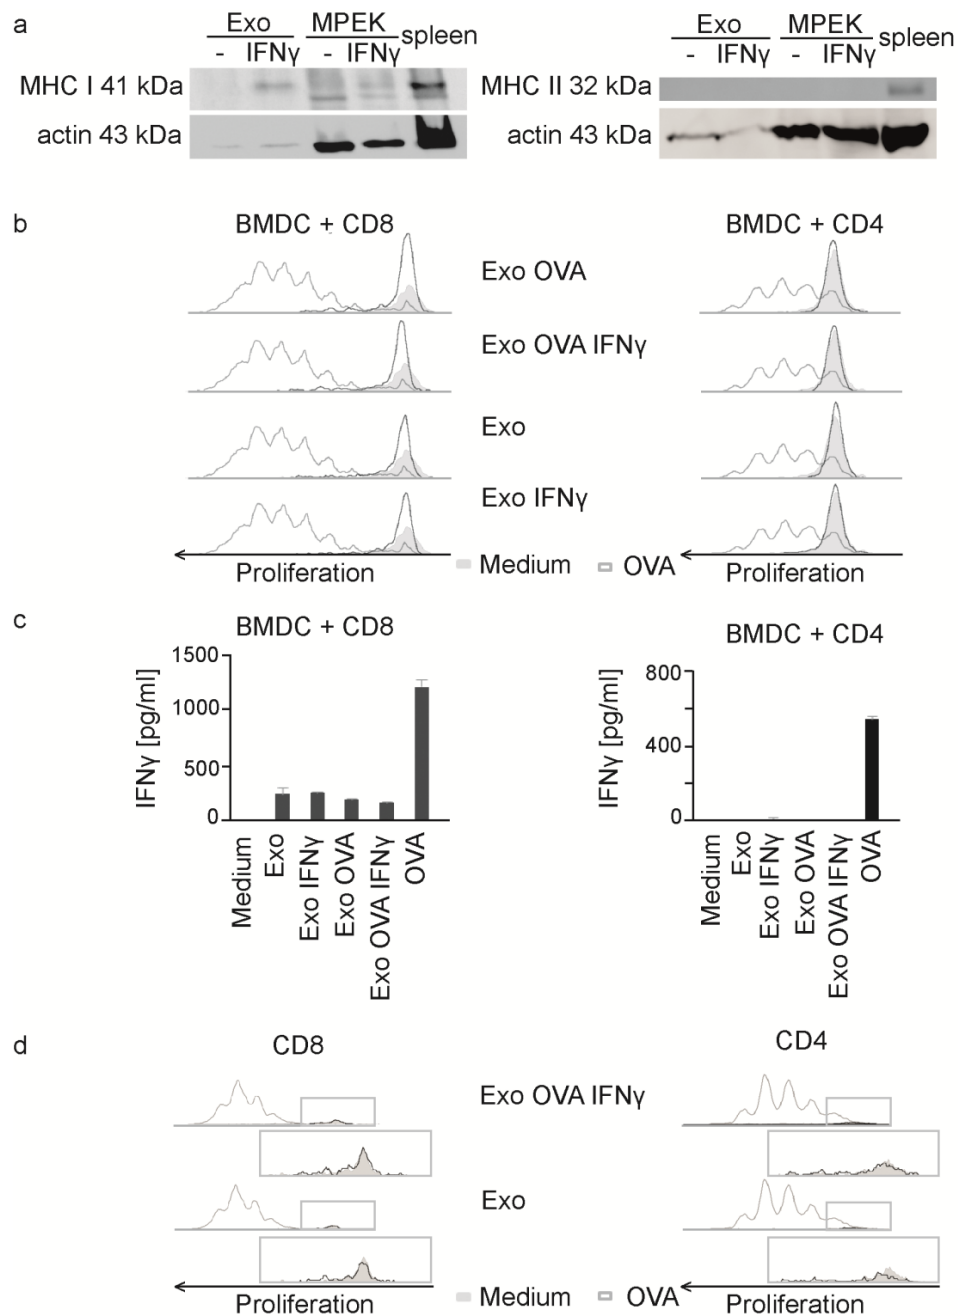 a
Exo MPEK spleen
- IFNγ - IFNγ
MHC I 41 kDa
actin 43 kDa
Exo MPEK spleen
- IFNγ - IFNγ
MHC II 32 kDa
actin 43 kDa
b
BMDC + CD8
BMDC + CD4
Exo OVA
Exo OVA IFNγ
Exo
Exo IFNγ
Proliferation
Medium OVA
Proliferation
c
BMDC + CD8
IFNγ [pg/ml]
1500
1000
500
0
Medium
Exo
Exo IFNγ
Exo OVA
Exo OVA IFNγ
OVA
BMDC + CD4
IFNγ [pg/ml]
800
400
0
Medium
Exo
Exo IFNγ
Exo OVA
Exo OVA IFNγ
OVA
d
CD8
CD4
Exo OVA IFNγ
Exo
Proliferation
Medium OVA
Proliferation